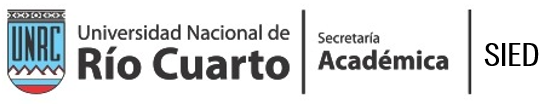 UNRC
Universidad Nacional de
Río Cuarto
Secretaría
Académica
SIED